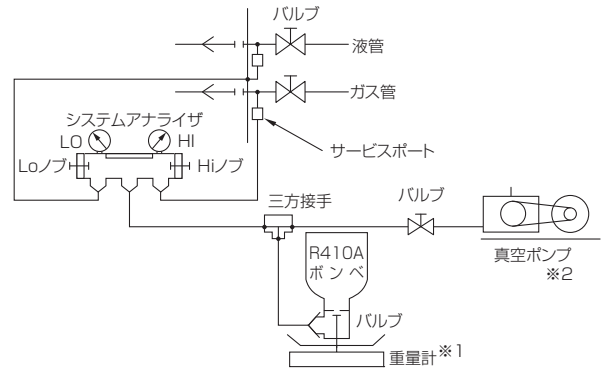 バルブ
液管
ガス管
システムアナライザ
LO
HI
Loノブ
Hiノブ
サービスポート
三方接手
バルブ
R410A
ボンベ
真空ポンプ
※2
バルブ
重量計※1